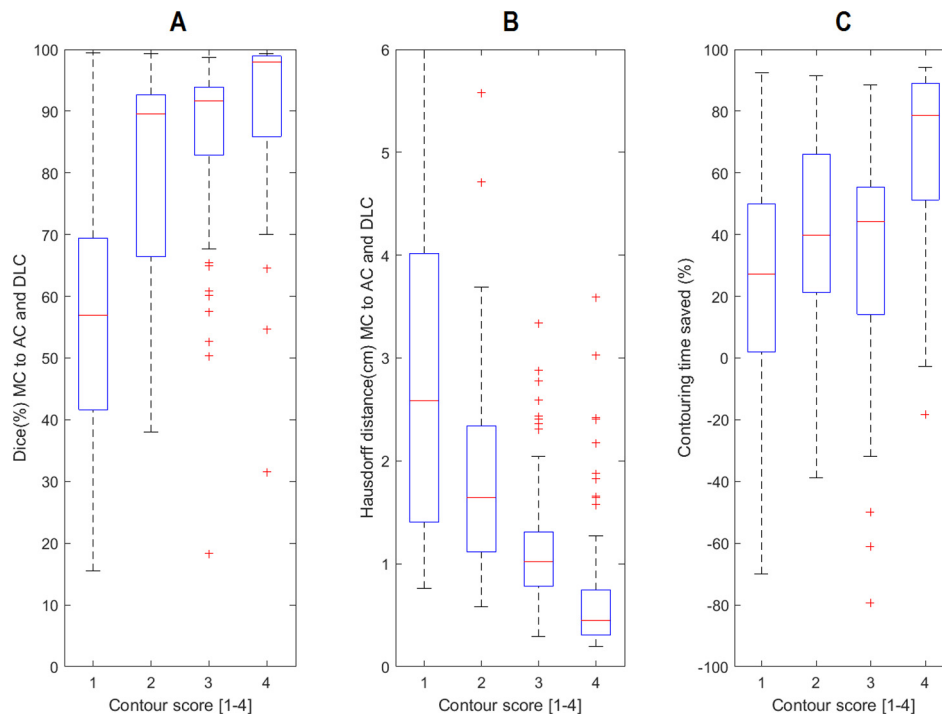 A
B
C
Dice(%) MC to AC and DLC
100
90
80
70
60
50
40
30
20
10
0
1 2 3 4
Contour score [1-4]
Hausdorff distance(cm) MC to AC and DLC
6
5
4
3
2
1
0
1 2 3 4
Contour score [1-4]
Contouring time saved (%)
100
80
60
40
20
0
-20
-40
-60
-80
-100
1 2 3 4
Contour score [1-4]